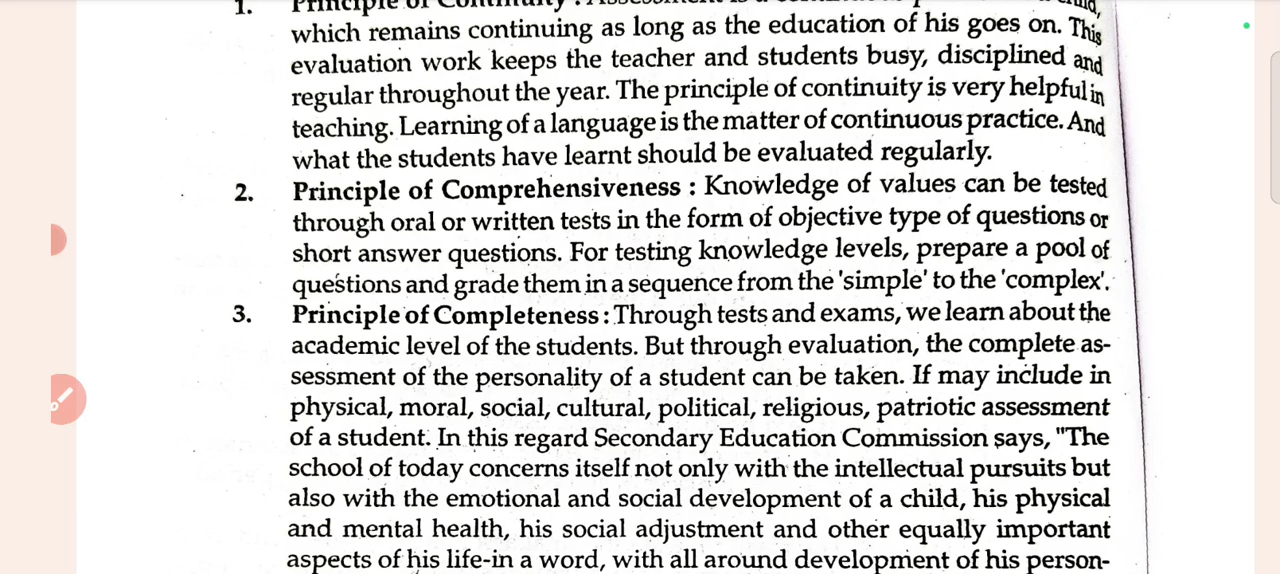 1. Principle of Continuity : Assessment is a
which remains continuing as long as the education of his goes on. This
evaluation work keeps the teacher and students busy, disciplined and
regular throughout the year. The principle of continuity is very helpful in
teaching. Learning of a language is the matter of continuous practice. And
what the students have learnt should be evaluated regularly.
2. Principle of Comprehensiveness : Knowledge of values can be tested
through oral or written tests in the form of objective type of questions or
short answer questions. For testing knowledge levels, prepare a pool of
questions and grade them in a sequence from the 'simple' to the 'complex'.
3. Principle of Completeness : Through tests and exams, we learn about the
academic level of the students. But through evaluation, the complete as-
sessment of the personality of a student can be taken. If may include in
physical, moral, social, cultural, political, religious, patriotic assessment
of a student. In this regard Secondary Education Commission says, "The
school of today concerns itself not only with the intellectual pursuits but
also with the emotional and social development of a child, his physical
and mental health, his social adjustment and other equally important
aspects of his life-in a word, with all around development of his person-